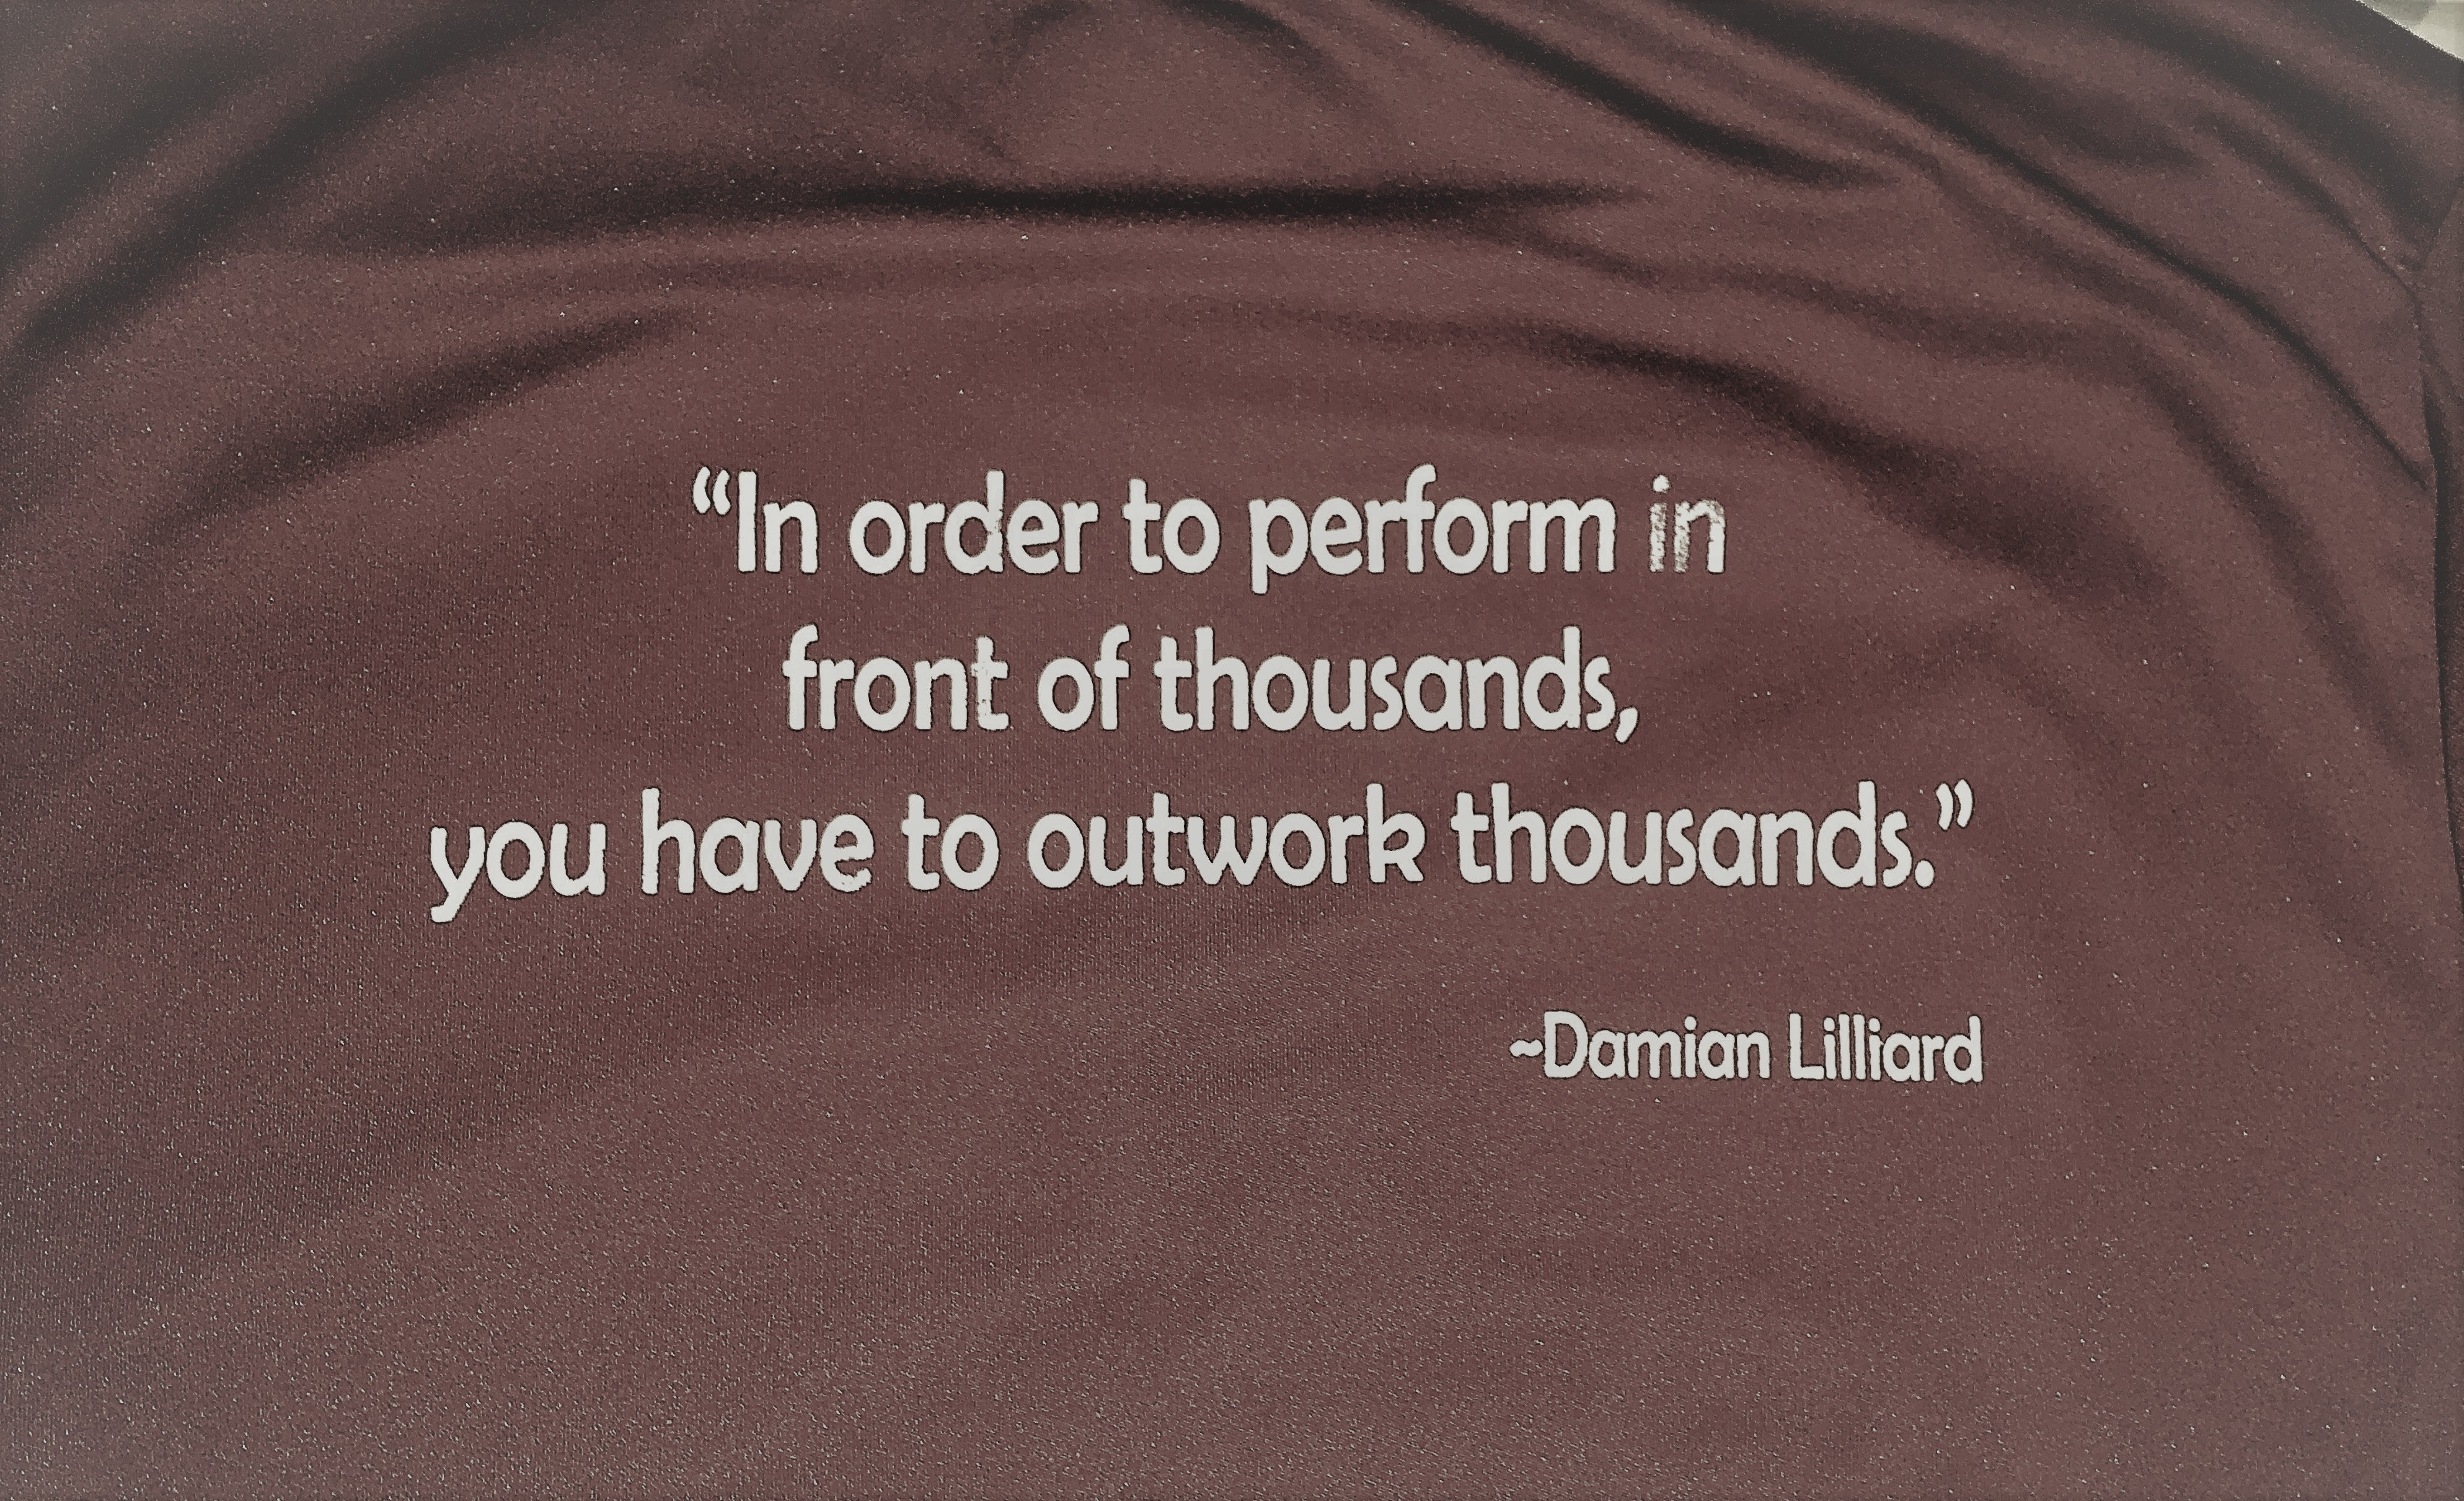 “In order to perform in
front of thousands,
you have to outwork thousands.”
~Damian Lilliard